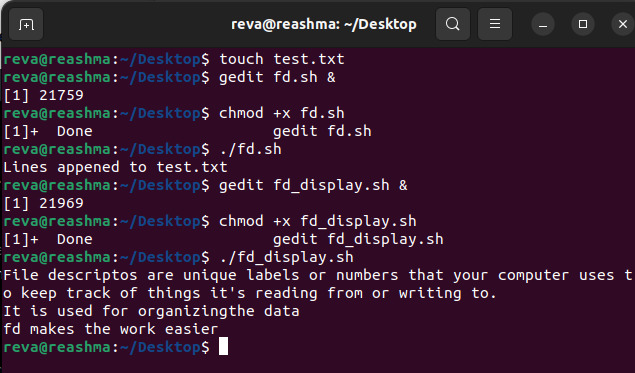 reva@reashma: ~/Desktop
reva@reashma:~/Desktop$ touch test.txt
reva@reashma:~/Desktop$ gedit fd.sh &
[1] 21759
reva@reashma:~/Desktop$ chmod +x fd.sh
[1]+  Done                    gedit fd.sh
reva@reashma:~/Desktop$ ./fd.sh
Lines appened to test.txt
reva@reashma:~/Desktop$ gedit fd_display.sh &
[1] 21969
reva@reashma:~/Desktop$ chmod +x fd_display.sh
[1]+  Done                    gedit fd_display.sh
reva@reashma:~/Desktop$ ./fd_display.sh
File descriptos are unique labels or numbers that your computer uses t
o keep track of things it's reading from or writing to.
It is used for organizingthe data
fd makes the work easier
reva@reashma:~/Desktop$